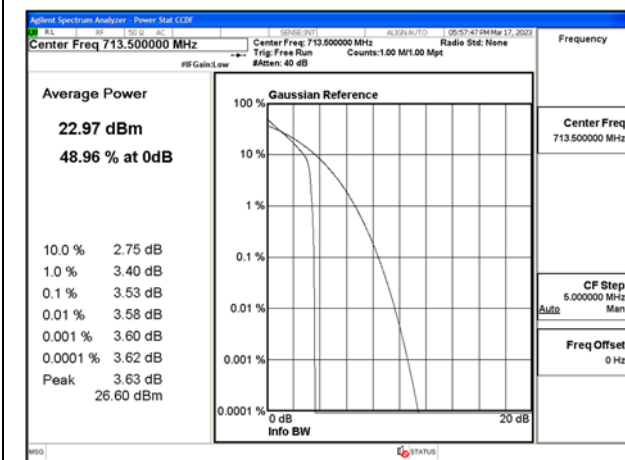 Agilent Spectrum Analyzer - Power Stat CCDF
RL RF 50 Ω AC SENSE:INT ALIGN AUTO 05:57:47 PM Mar 17, 2023
Center Freq 713.500000 MHz
Center Freq: 713.500000 MHz Radio Std: None
Trig: Free Run Counts:1.00 M/1.00 Mpt
#IFGain:Low #Atten: 40 dB
Frequency
Average Power
22.97 dBm
48.96 % at 0dB
10.0 % 2.75 dB
1.0 % 3.40 dB
0.1 % 3.53 dB
0.01 % 3.58 dB
0.001 % 3.60 dB
0.0001 % 3.62 dB
Peak 3.63 dB
26.60 dBm
Gaussian Reference
100 %
10 %
1 %
0.1 %
0.01 %
0.001 %
0.0001 %
0 dB 20 dB
Info BW
Center Freq
713.500000 MHz
CF Step
5.000000 MHz
Auto Man
Freq Offset
0 Hz
MSG STATUS